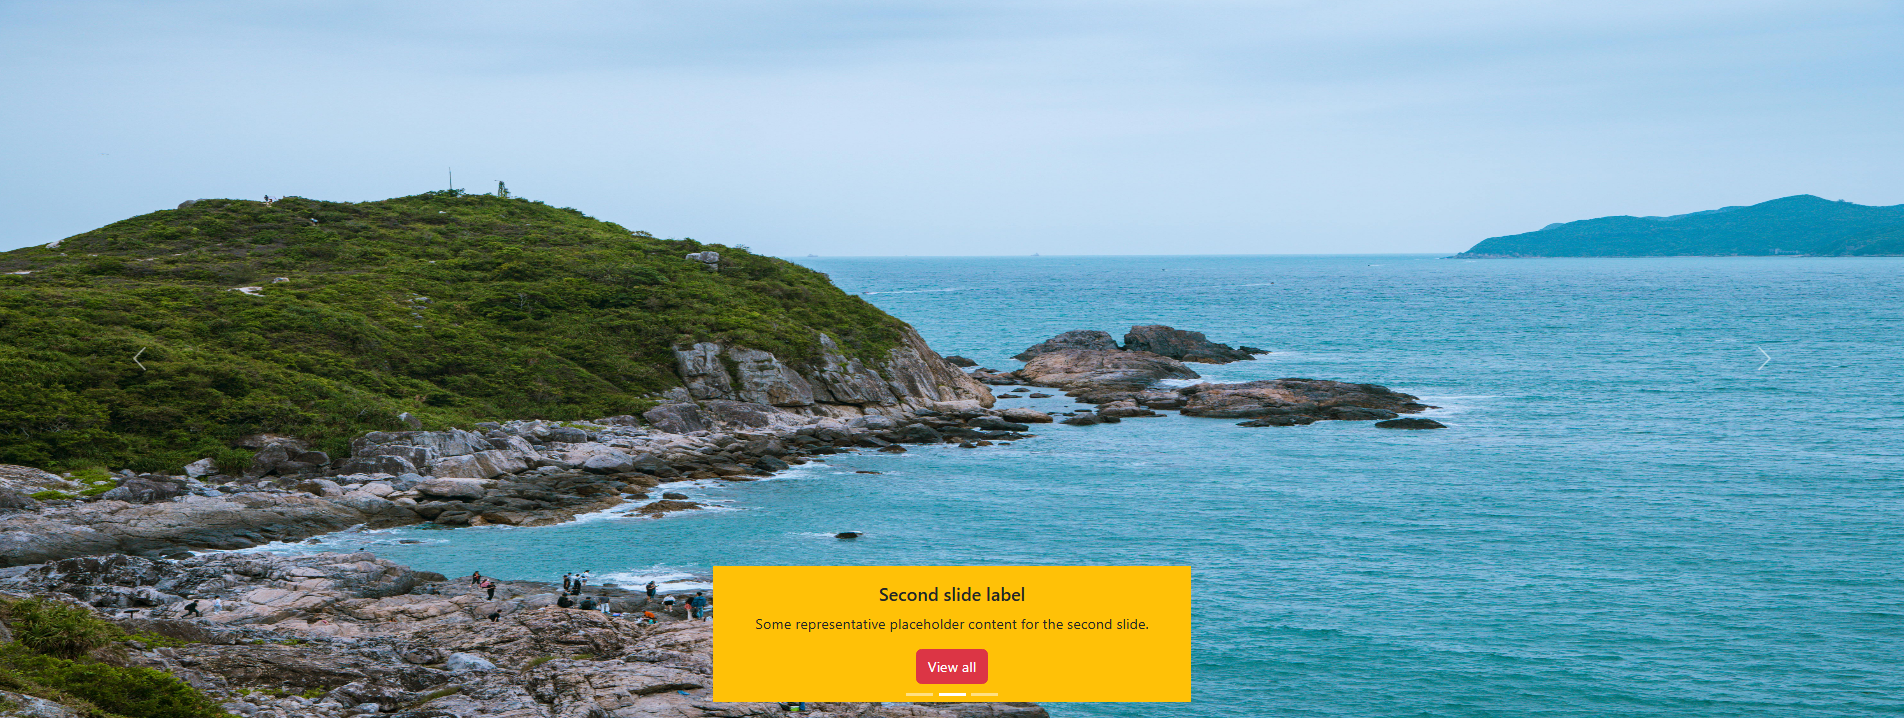 Second slide label
Some representative placeholder content for the second slide.
View all